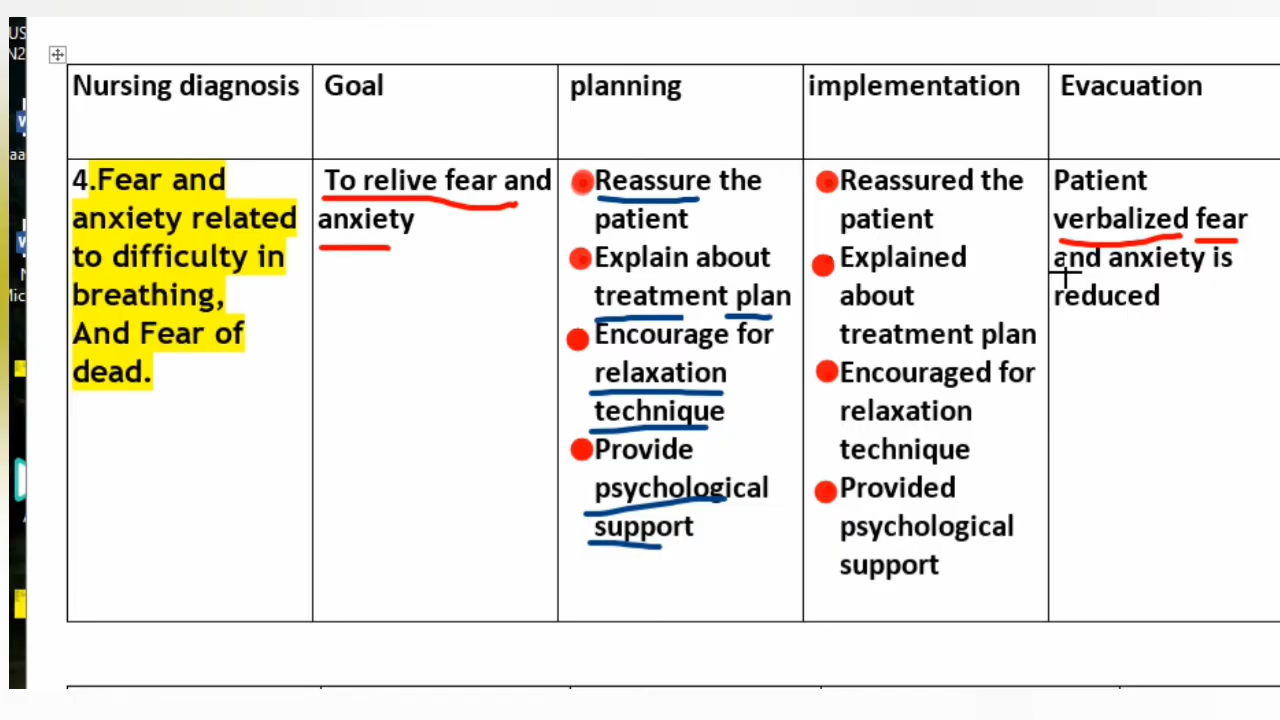 US
N2
Nursing diagnosis
Goal
planning
implementation
Evacuation
4.Fear and
anxiety related
to difficulty in
breathing,
And Fear of
dead.
To relive fear and
anxiety
Reassure the
patient
Explain about
treatment plan
Encourage for
relaxation
technique
Provide
psychological
support
Reassured the
patient
Explained
about
treatment plan
Encouraged for
relaxation
technique
Provided
psychological
support
Patient
verbalized fear
and anxiety is
reduced